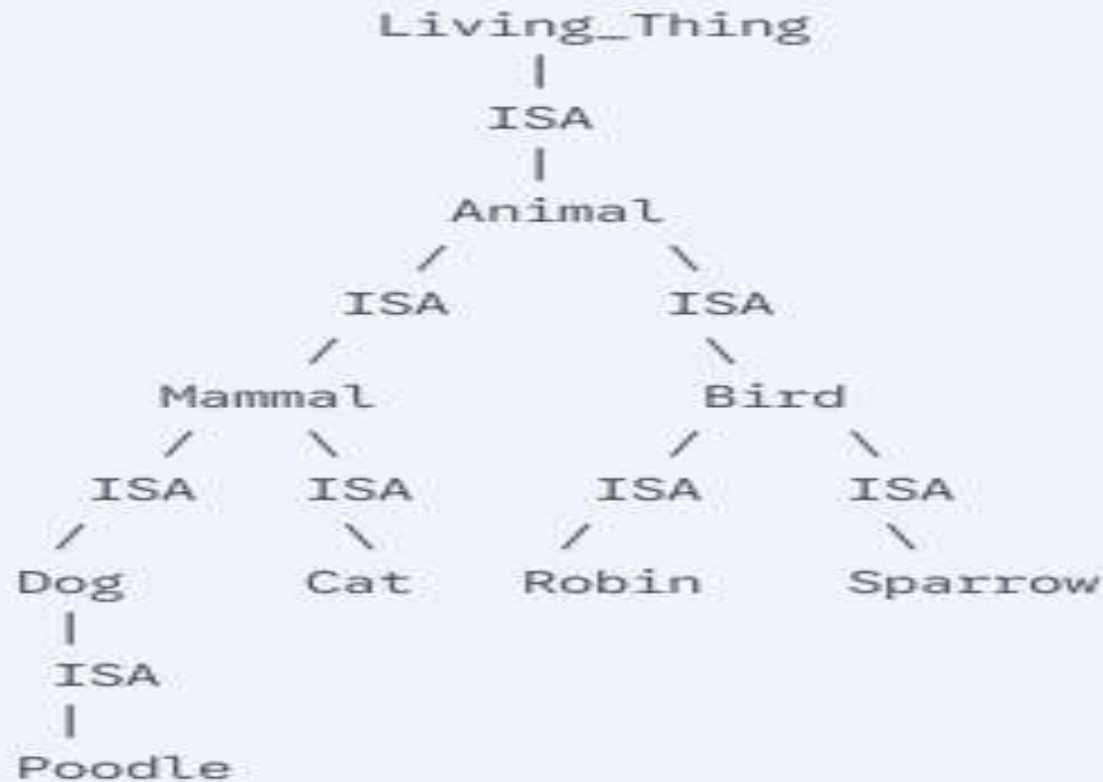 Living_Thing
|
ISA
|
Animal
/ \
ISA ISA
/ \
Mammal Bird
/ \ / \
ISA ISA ISA ISA
/ \ / \
Dog Cat Robin Sparrow
|
ISA
|
Poodle